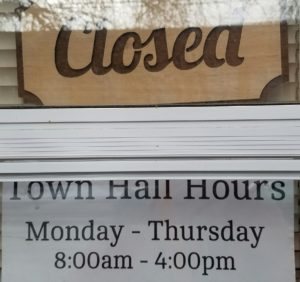 Closed
Town Hall Hours
Monday - Thursday
8:00am - 4:00pm